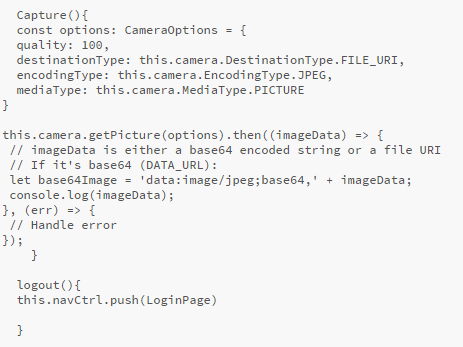 Capture(){
const options: CameraOptions = {
quality: 100,
destinationType: this.camera.DestinationType.FILE_URI,
encodingType: this.camera.EncodingType.JPEG,
mediaType: this.camera.MediaType.PICTURE
}
this.camera.getPicture(options).then((imageData) => {
// imageData is either a base64 encoded string or a file URI
// If it's base64 (DATA_URL):
let base64Image = 'data:image/jpeg;base64,' + imageData;
console.log(imageData);
}, (err) => {
// Handle error
});
}
logout(){
this.navCtrl.push(LoginPage)
}